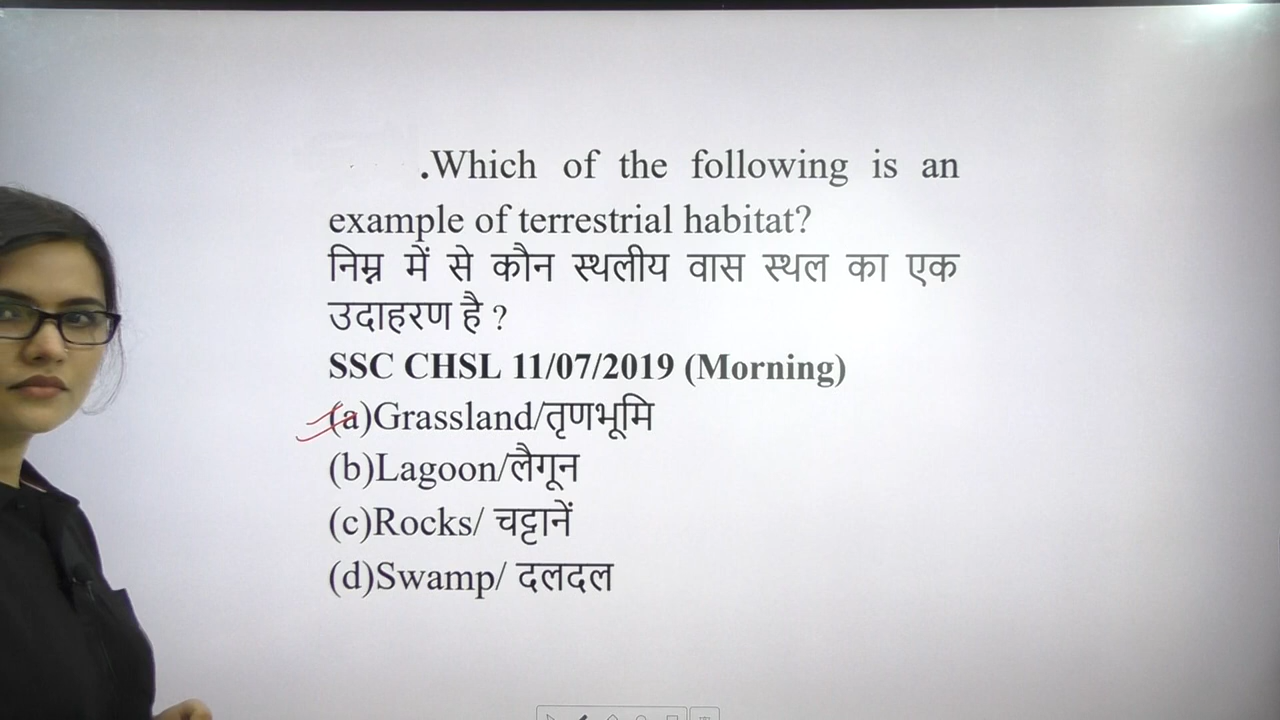 .Which of the following is an
example of terrestrial habitat?
निम्न में से कौन स्थलीय वास स्थल का एक
उदाहरण है ?
SSC CHSL 11/07/2019 (Morning)
(a)Grassland/तृणभूमि
(b)Lagoon/लैगून
(c)Rocks/ चट्टानें
(d)Swamp/ दलदल